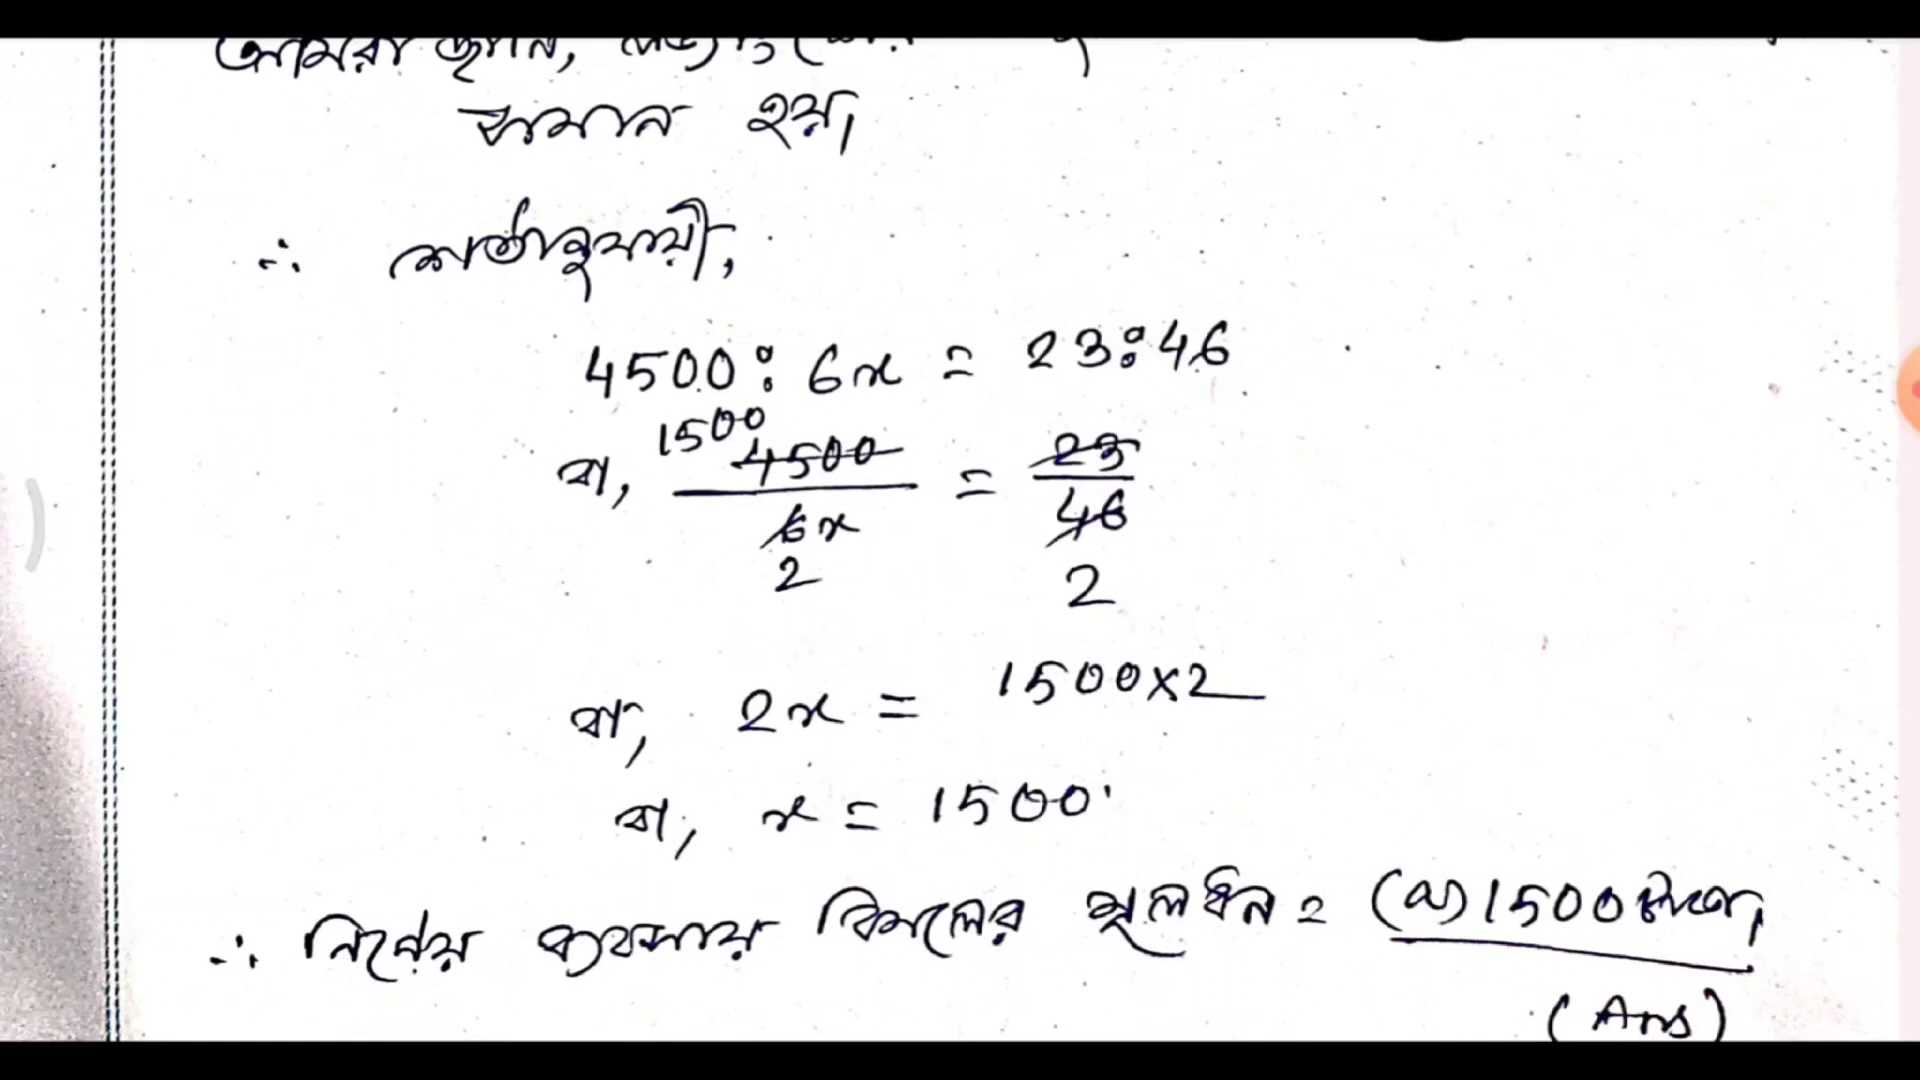 আমরা জানি,
সমান হয়।
∴ শর্তানুযায়ী,
4500 : 6x = 23 : 46
বা, 1500 4500 / 6x 2 = 23 / 46 2
বা, 2x = 1500×2
বা, x = 1500
∴ নির্ণেয় ব্যবসায় বিমলের মূলধন = (a) 1500 টাকা।
(Ans)